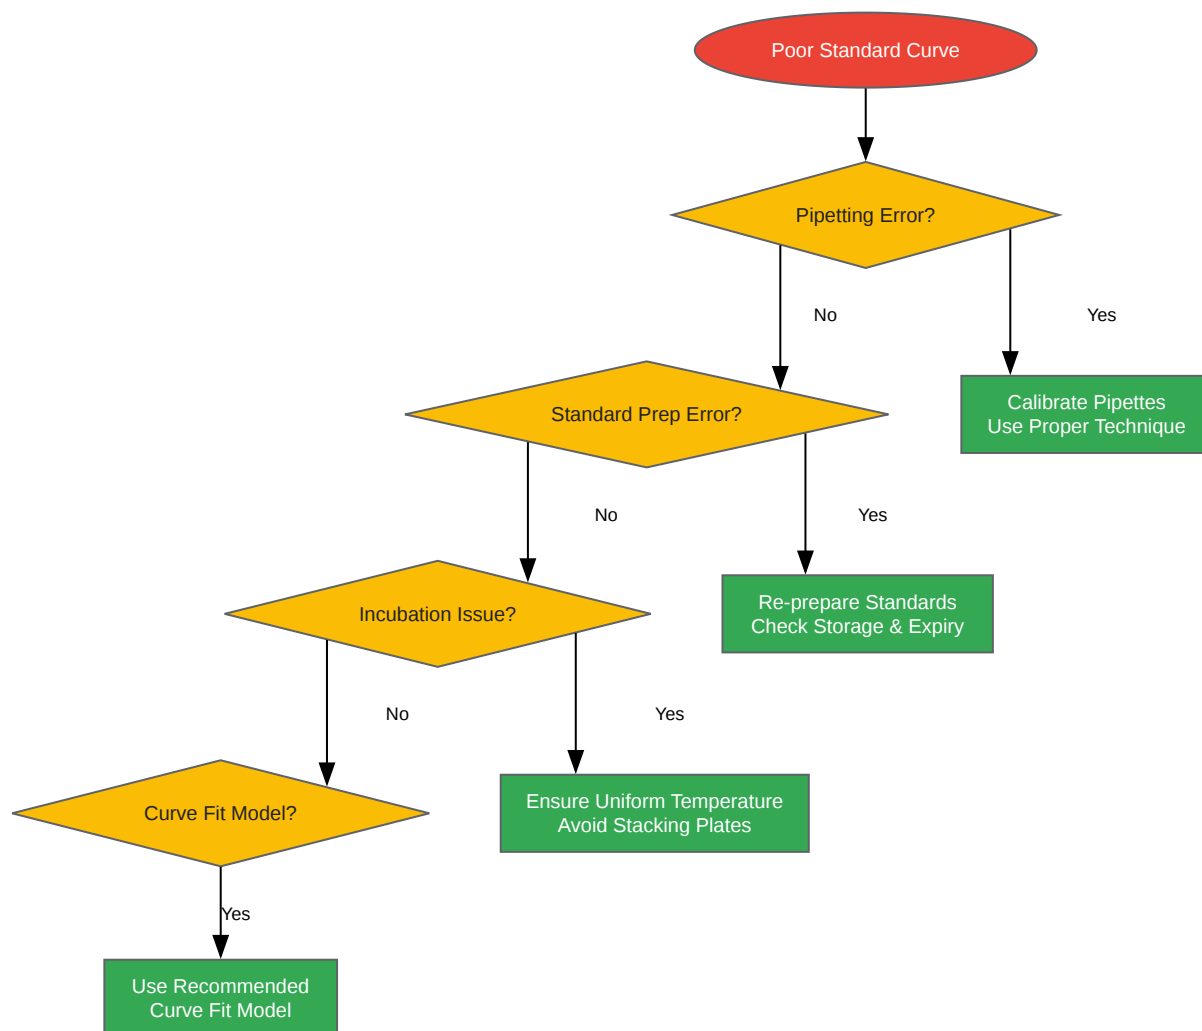 Poor Standard Curve
Pipetting Error?
No
Yes
Calibrate Pipettes
Use Proper Technique
Standard Prep Error?
No
Yes
Re-prepare Standards
Check Storage & Expiry
Incubation Issue?
No
Yes
Ensure Uniform Temperature
Avoid Stacking Plates
Curve Fit Model?
Yes
Use Recommended
Curve Fit Model